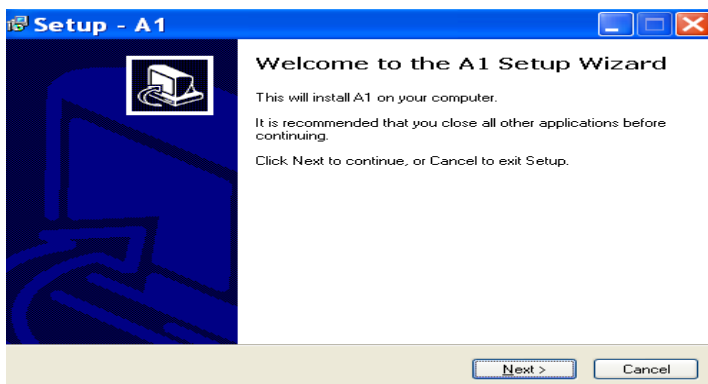 Setup - A1
Welcome to the A1 Setup Wizard
This will install A1 on your computer.
It is recommended that you close all other applications before
continuing.
Click Next to continue, or Cancel to exit Setup.
Next >
Cancel